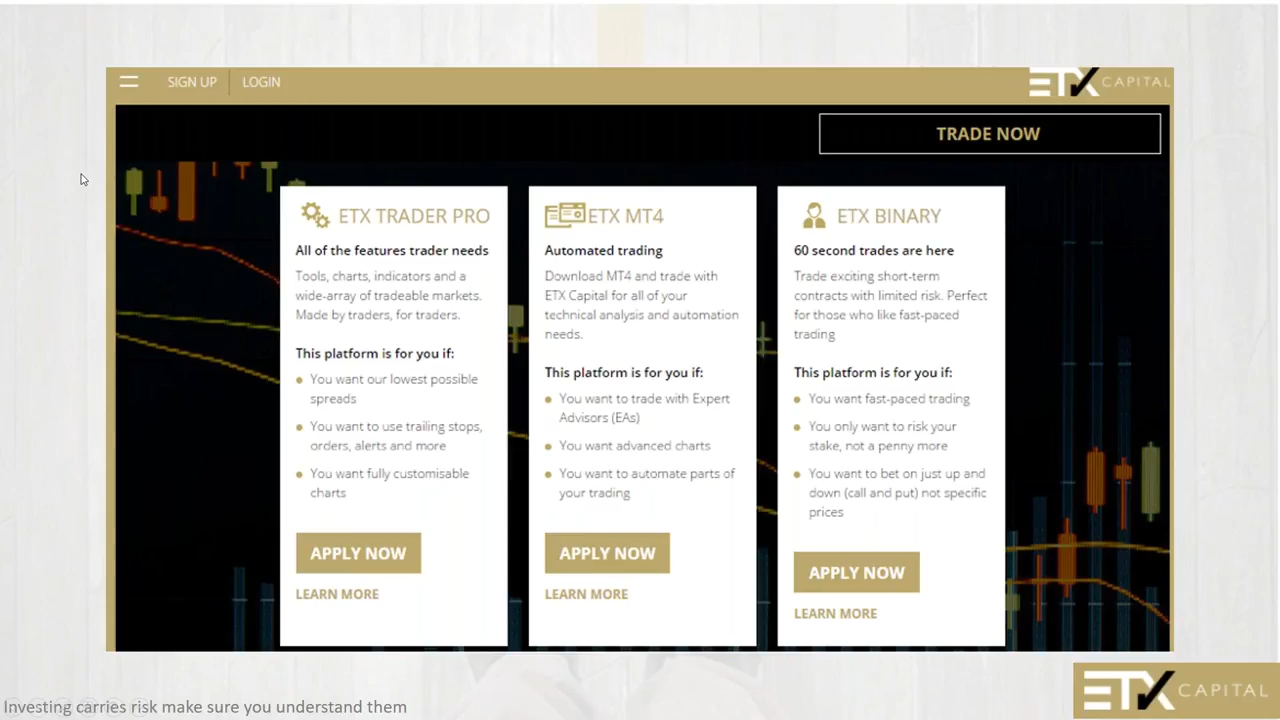 SIGN UP LOGIN
ETX CAPITAL
TRADE NOW
ETX TRADER PRO
All of the features trader needs
Tools, charts, indicators and a
wide-array of tradeable markets.
Made by traders, for traders.
This platform is for you if:
You want our lowest possible
spreads
You want to use trailing stops,
orders, alerts and more
You want fully customisable
charts
APPLY NOW
LEARN MORE
ETX MT4
Automated trading
Download MT4 and trade with
ETX Capital for all of your
technical analysis and automation
needs.
This platform is for you if:
You want to trade with Expert
Advisors (EAs)
You want advanced charts
You want to automate parts of
your trading
APPLY NOW
LEARN MORE
ETX BINARY
60 second trades are here
Trade exciting short-term
contracts with limited risk. Perfect
for those who like fast-paced
trading
This platform is for you if:
You want fast-paced trading
You only want to risk your
stake, not a penny more
You want to bet on just up and
down (call and put) not specific
prices
APPLY NOW
LEARN MORE
Investing carries risk make sure you understand them
ETX CAPITAL